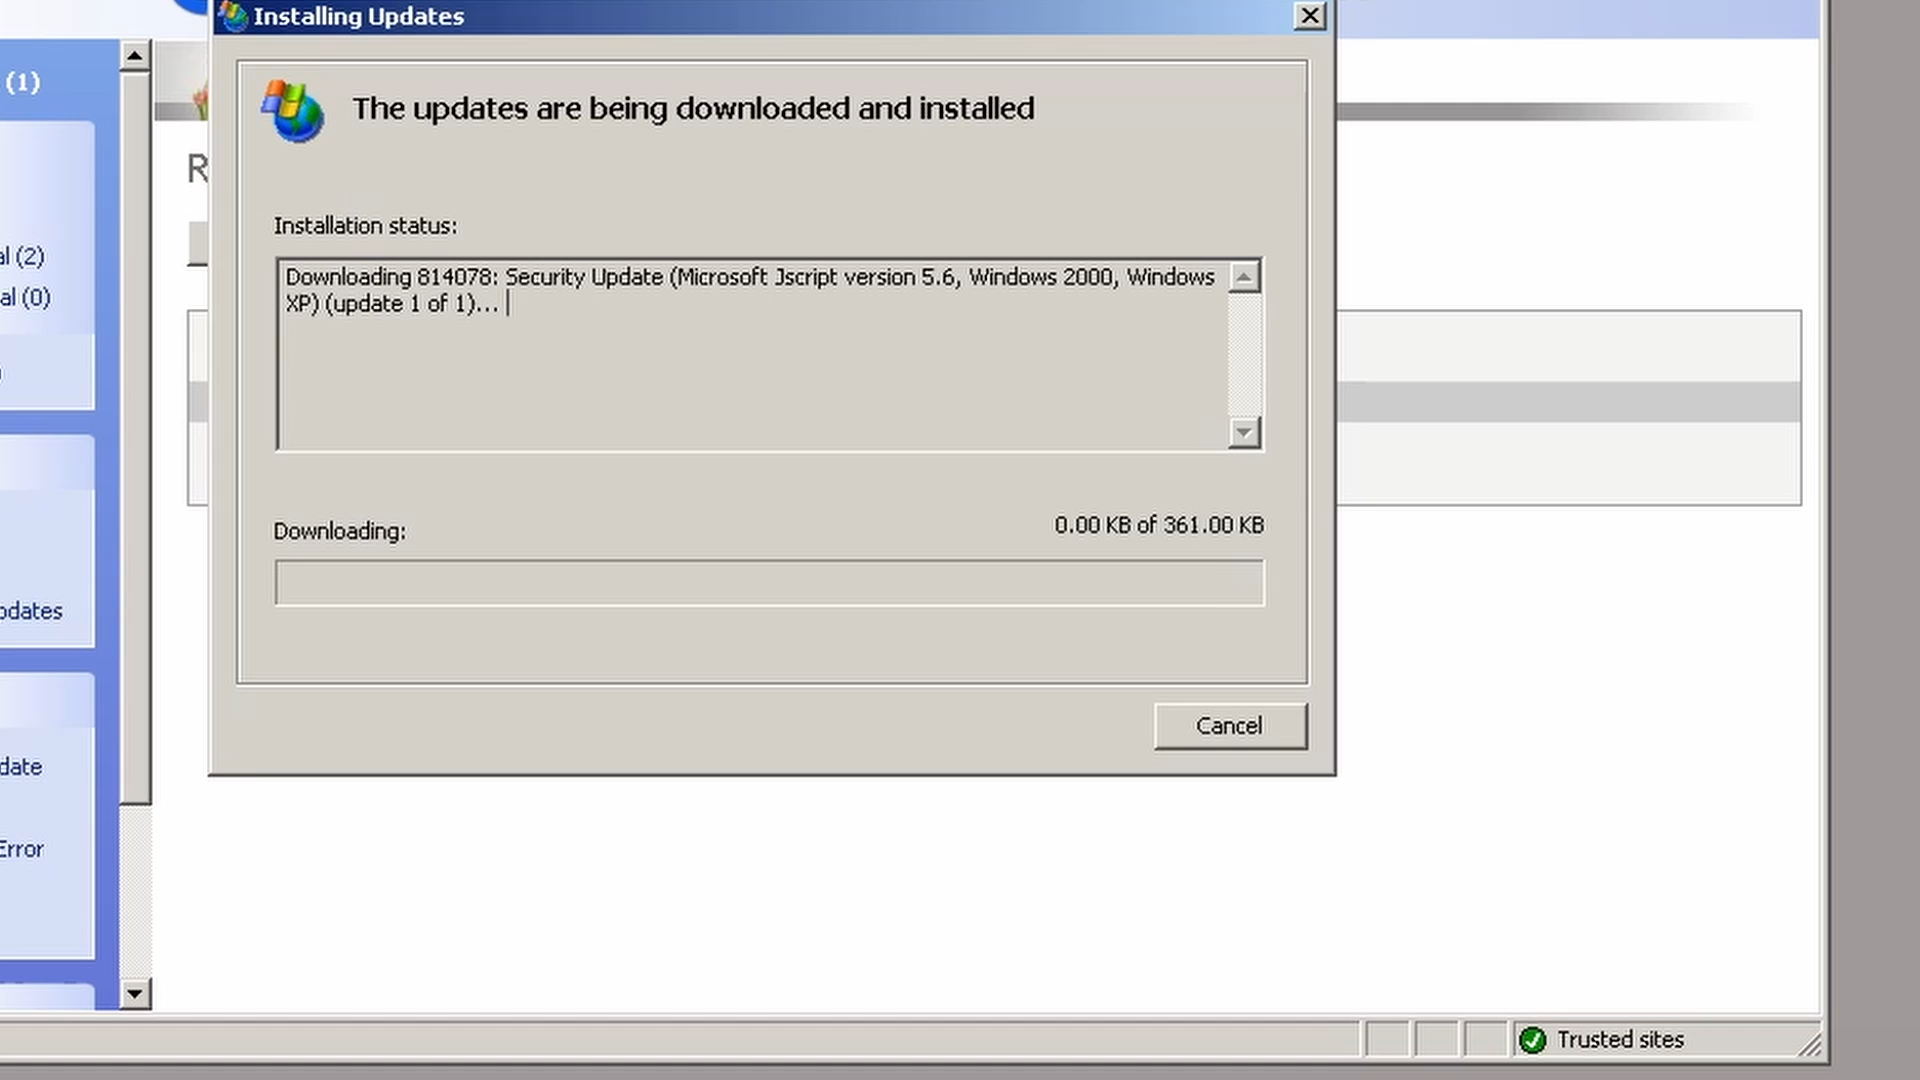 Installing Updates
(1)
The updates are being downloaded and installed
R
Installation status:
al (2)
Downloading 814078: Security Update (Microsoft Jscript version 5.6, Windows 2000, Windows
XP) (update 1 of 1)...
al (0)
Downloading:
0.00 KB of 361.00 KB
pdates
Cancel
date
Error
Trusted sites